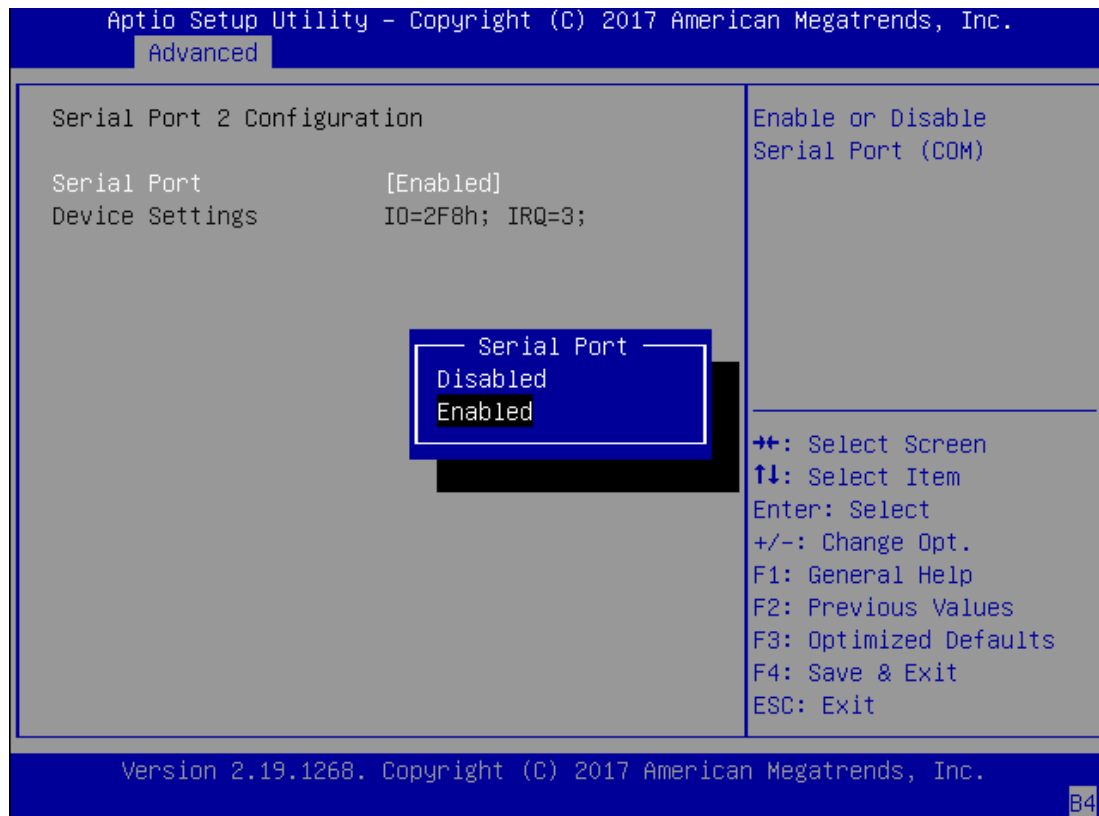 Aptio Setup Utility – Copyright (C) 2017 American Megatrends, Inc.
Advanced
Serial Port 2 Configuration
Serial Port [Enabled]
Device Settings IO=2F8h; IRQ=3;
Serial Port
Disabled
Enabled
Enable or Disable
Serial Port (COM)
→←: Select Screen
↑↓: Select Item
Enter: Select
+/-: Change Opt.
F1: General Help
F2: Previous Values
F3: Optimized Defaults
F4: Save & Exit
ESC: Exit
Version 2.19.1268. Copyright (C) 2017 American Megatrends, Inc.
B4